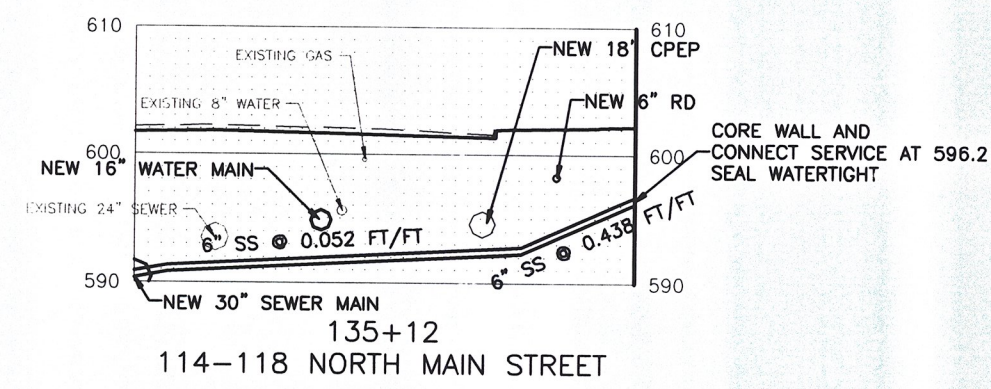 610
610
NEW 18" CPEP
EXISTING GAS
EXISTING 8" WATER
NEW 6" RD
CORE WALL AND
CONNECT SERVICE AT 596.2
SEAL WATERTIGHT
600
600
NEW 16" WATER MAIN
EXISTING 24" SEWER
6" SS @ 0.052 FT/FT
6" SS @ 0.438 FT/FT
590
590
NEW 30" SEWER MAIN
135+12
114-118 NORTH MAIN STREET